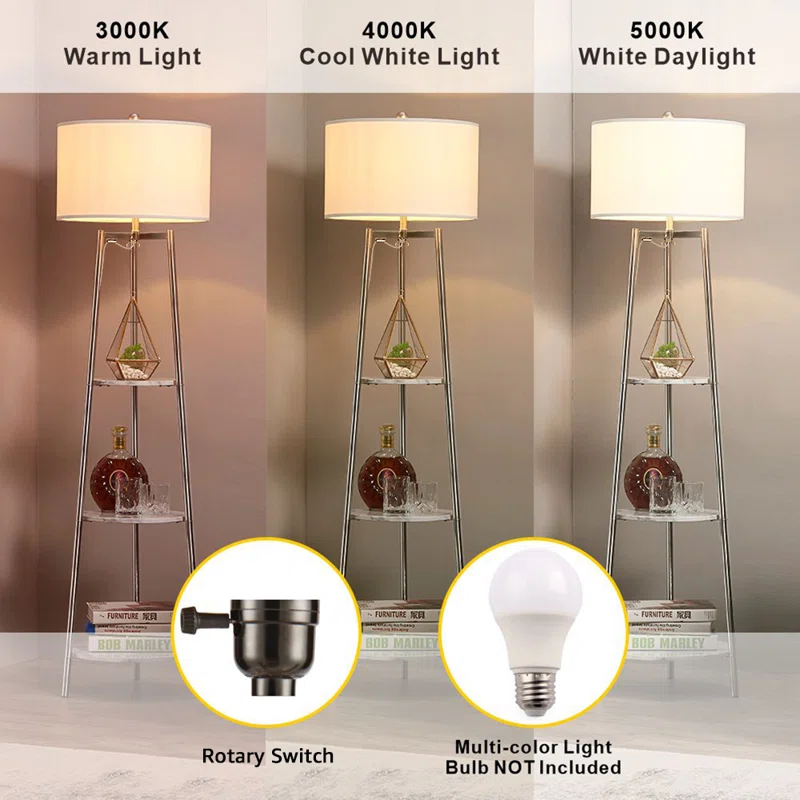 3000K
Warm Light
4000K
Cool White Light
5000K
White Daylight
FURNITURE 家具
BOB MARLEY
FURNITURE 家具
BOB MARLEY
FURNITURE 家具
BOB MARLEY
Rotary Switch
Multi-color Light
Bulb NOT Included